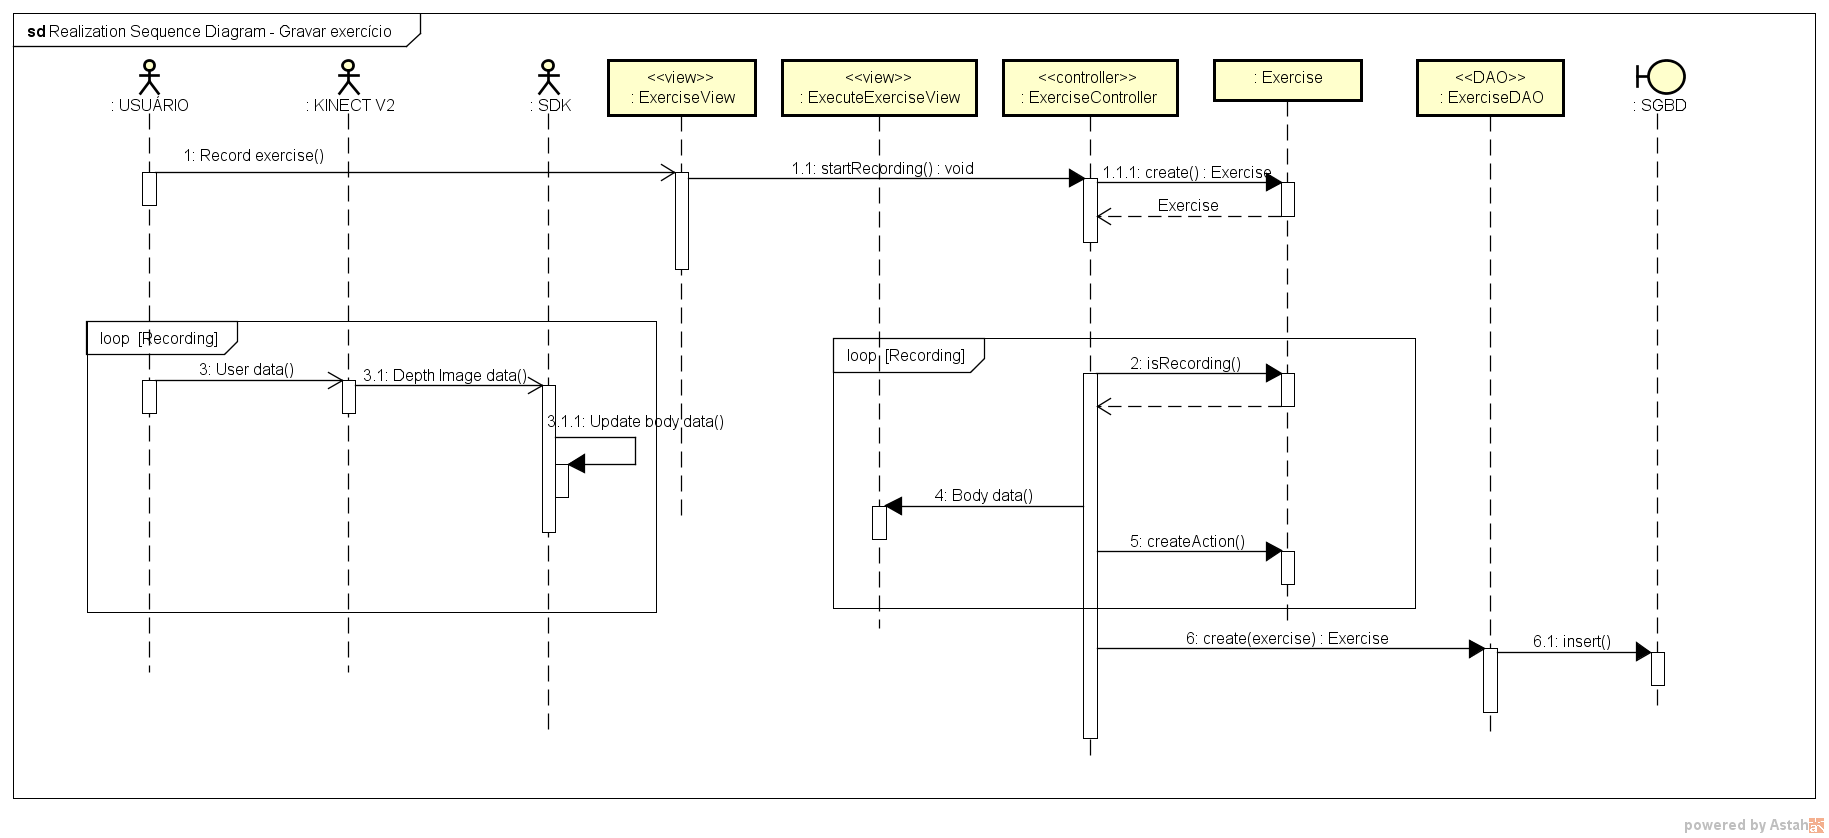 sd Realization Sequence Diagram - Gravar exercício
: USUÁRIO
: KINECT V2
: SDK
<<view>>
: ExerciseView
<<view>>
: ExecuteExerciseView
<<controller>>
: ExerciseController
: Exercise
<<DAO>>
: ExerciseDAO
: SGBD
1: Record exercise()
1.1: startRecording() : void
1.1.1: create() : Exercise
Exercise
loop [Recording]
loop [Recording]
3: User data()
3.1: Depth Image data()
2: isRecording()
3.1.1: Update body data()
4: Body data()
5: createAction()
6: create(exercise) : Exercise
6.1: insert()
powered by Astah